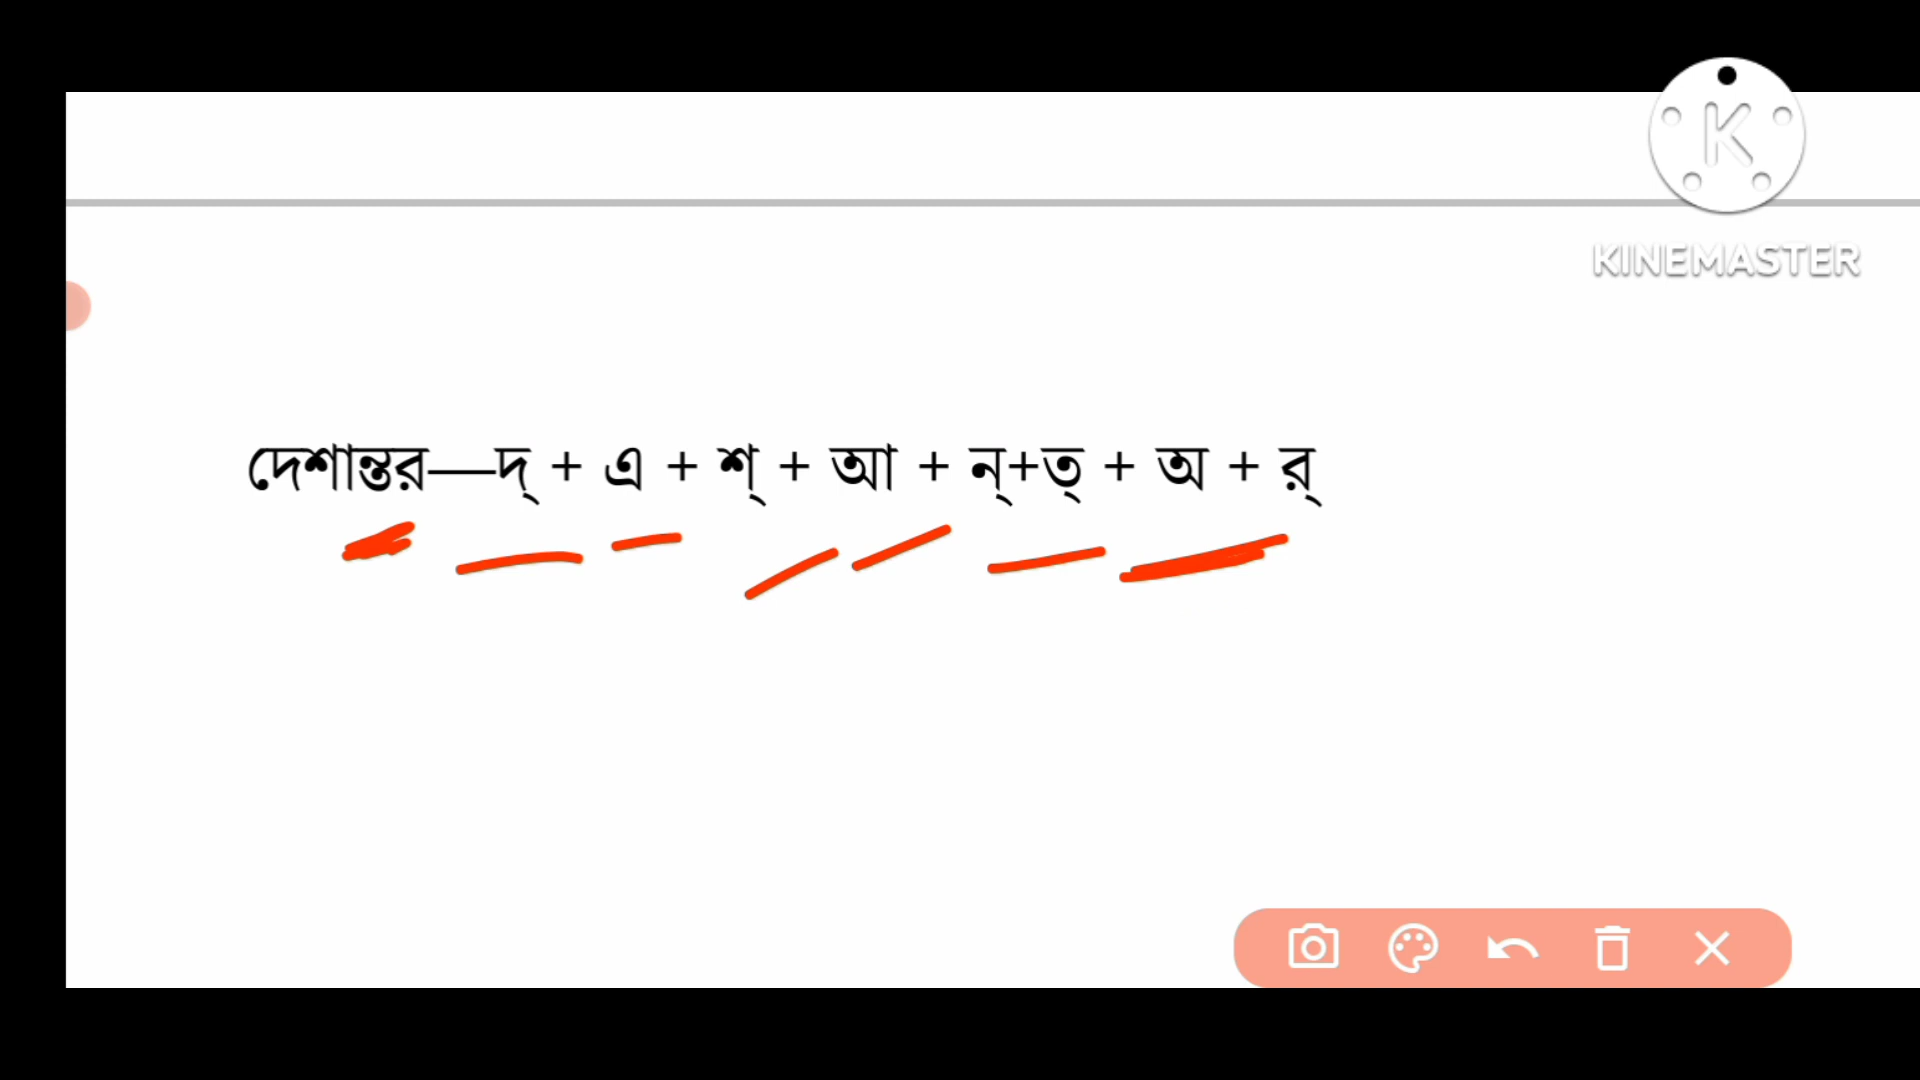 KINEMASTER
দেশান্তর—দ্ + এ + শ্ + আ + ন্+ত্ + অ + র্